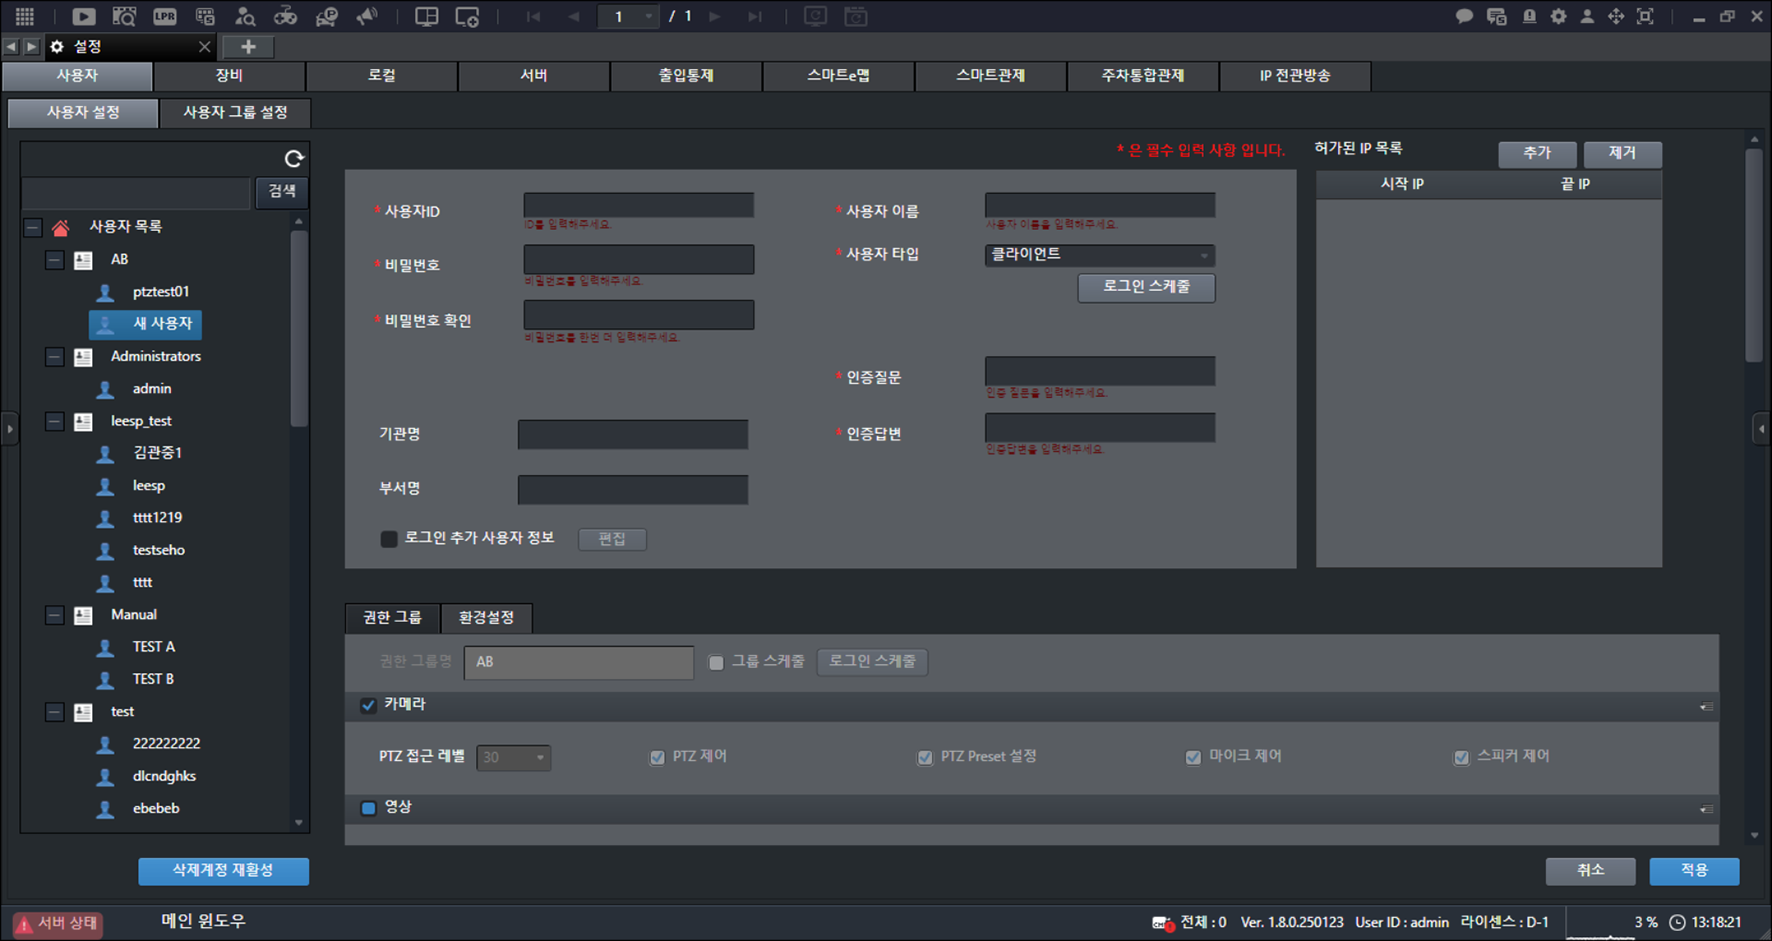 LPR
1 / 1
설정
사용자 장비 로컬 서버 출입통제 스마트e맵 스마트관제 주차통합관제 IP 전관방송
사용자 설정 사용자 그룹 설정
* 은 필수 입력 사항 입니다.
허가된 IP 목록 추가 제거
시작 IP 끝 IP
검색
사용자 목록
AB
ptztest01
새 사용자
Administrators
admin
leesp_test
김관중1
leesp
tttt1219
testseho
tttt
Manual
TEST A
TEST B
test
222222222
dlcndghks
ebebeb
삭제계정 재활성
* 사용자ID
ID를 입력해주세요.
* 사용자 이름
사용자 이름을 입력해주세요.
* 비밀번호
비밀번호를 입력해주세요.
* 사용자 타입 클라이언트
로그인 스케줄
* 비밀번호 확인
비밀번호를 한번 더 입력해주세요.
* 인증질문
인증 질문을 입력해주세요.
기관명
* 인증답변
인증답변을 입력해주세요.
부서명
로그인 추가 사용자 정보 편집
권한 그룹 환경설정
권한 그룹명 AB 그룹 스케줄 로그인 스케줄
카메라
PTZ 접근 레벨 30 PTZ 제어 PTZ Preset 설정 마이크 제어 스피커 제어
영상
취소 적용
서버 상태 메인 윈도우 전체 : 0 Ver. 1.8.0.250123 User ID : admin 라이센스 : D-1 3 % 13:18:21